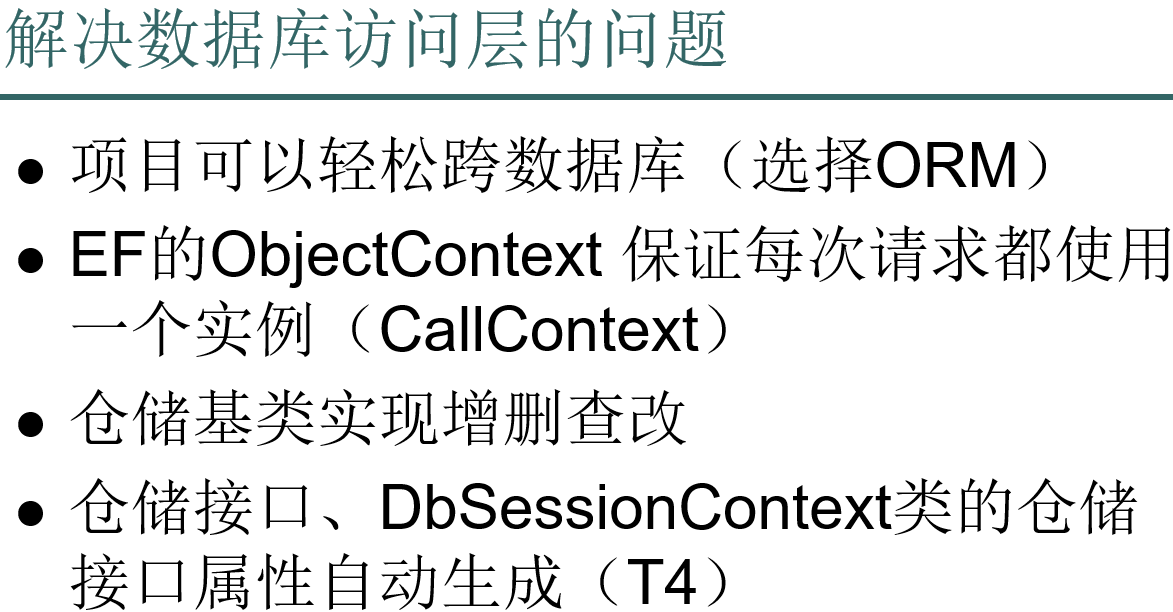 解决数据库访问层的问题
● 项目可以轻松跨数据库（选择ORM）
● EF的ObjectContext 保证每次请求都使用
一个实例（CallContext）
● 仓储基类实现增删查改
● 仓储接口、DbSessionContext类的仓储
接口属性自动生成（T4）